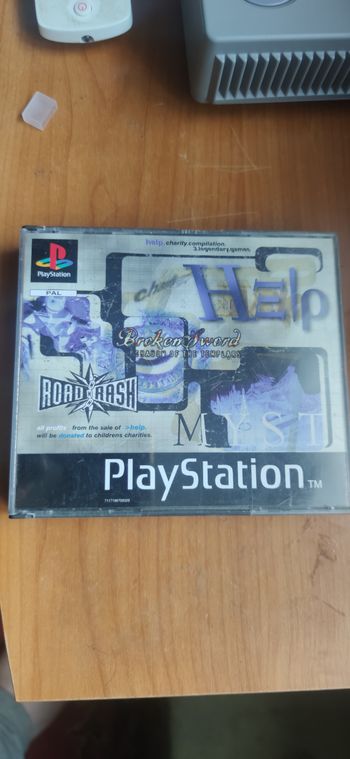 help. charity.compilation.
3.legendary.games.
PlayStation
PAL
Help
Broken Sword
SHADOW OF THE TEMPLARS
ROAD RASH
MYST
all profits from the sale of >help.
will be donated to childrens charities.
PlayStation TM